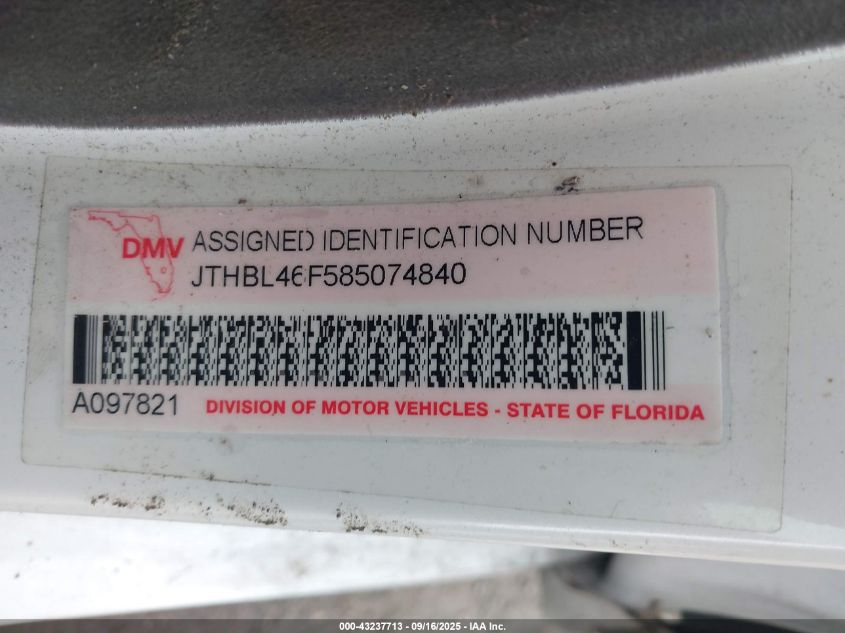 DMV ASSIGNED IDENTIFICATION NUMBER
JTHBL46F585074840
A097821 DIVISION OF MOTOR VEHICLES - STATE OF FLORIDA
000-43237713 - 09/16/2025 - IAA Inc.